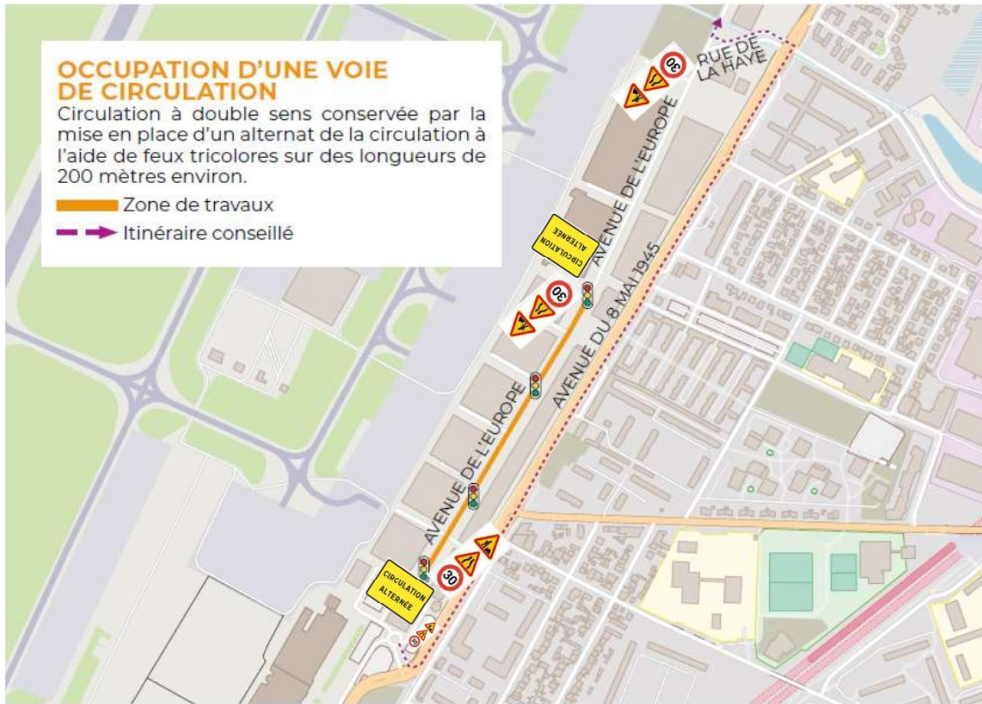 OCCUPATION D'UNE VOIE
DE CIRCULATION
Circulation à double sens conservée par la
mise en place d'un alternat de la circulation à
l'aide de feux tricolores sur des longueurs de
200 mètres environ.
Zone de travaux
Itinéraire conseillé
RUE DE
LA HAYE
30
AVENUE DE L'EUROPE
CIRCULATION
ALTERNÉE
30
AVENUE DU 8 MAI 1945
AVENUE DE L'EUROPE
30
CIRCULATION
ALTERNÉE